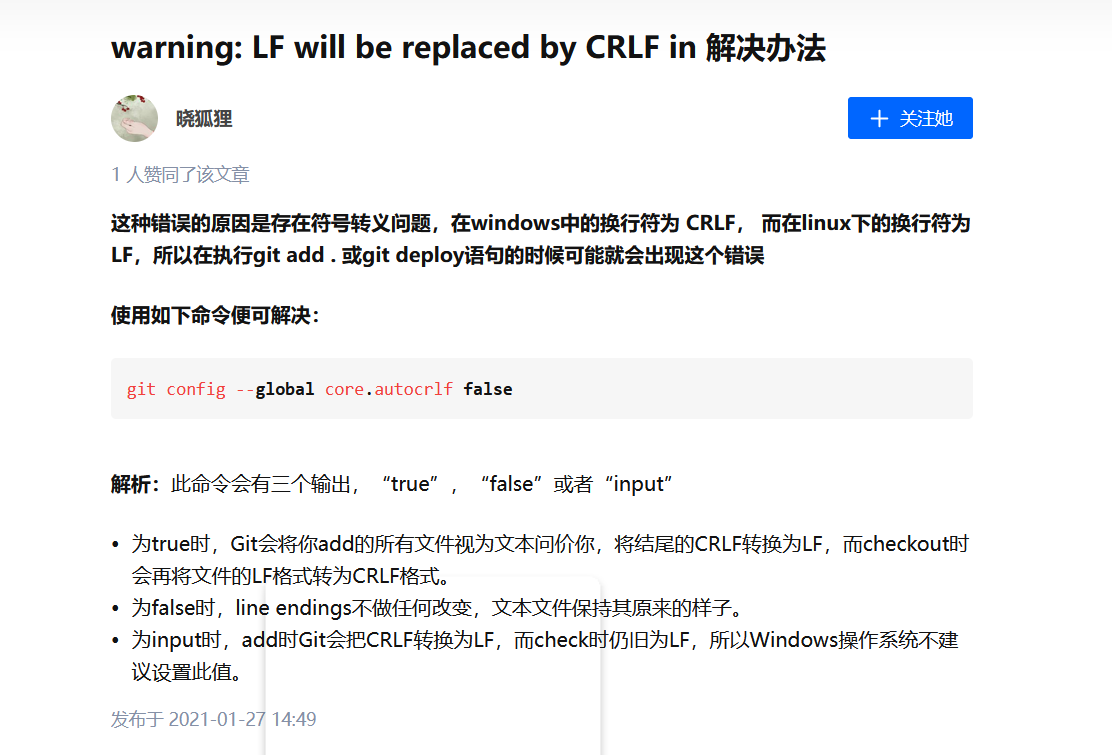 warning: LF will be replaced by CRLF in 解决办法
晓狐狸
+ 关注她
1 人赞同了该文章
这种错误的原因是存在符号转义问题，在windows中的换行符为 CRLF， 而在linux下的换行符为
LF，所以在执行git add . 或git deploy语句的时候可能就会出现这个错误
使用如下命令便可解决：
git config --global core.autocrlf false
解析：此命令会有三个输出，“true”，“false”或者“input”
• 为true时，Git会将你add的所有文件视为文本问价你，将结尾的CRLF转换为LF，而checkout时
会再将文件的LF格式转为CRLF格式。
• 为false时，line endings不做任何改变，文本文件保持其原来的样子。
• 为input时，add时Git会把CRLF转换为LF，而check时仍旧为LF，所以Windows操作系统不建
议设置此值。
发布于 2021-01-27 14:49